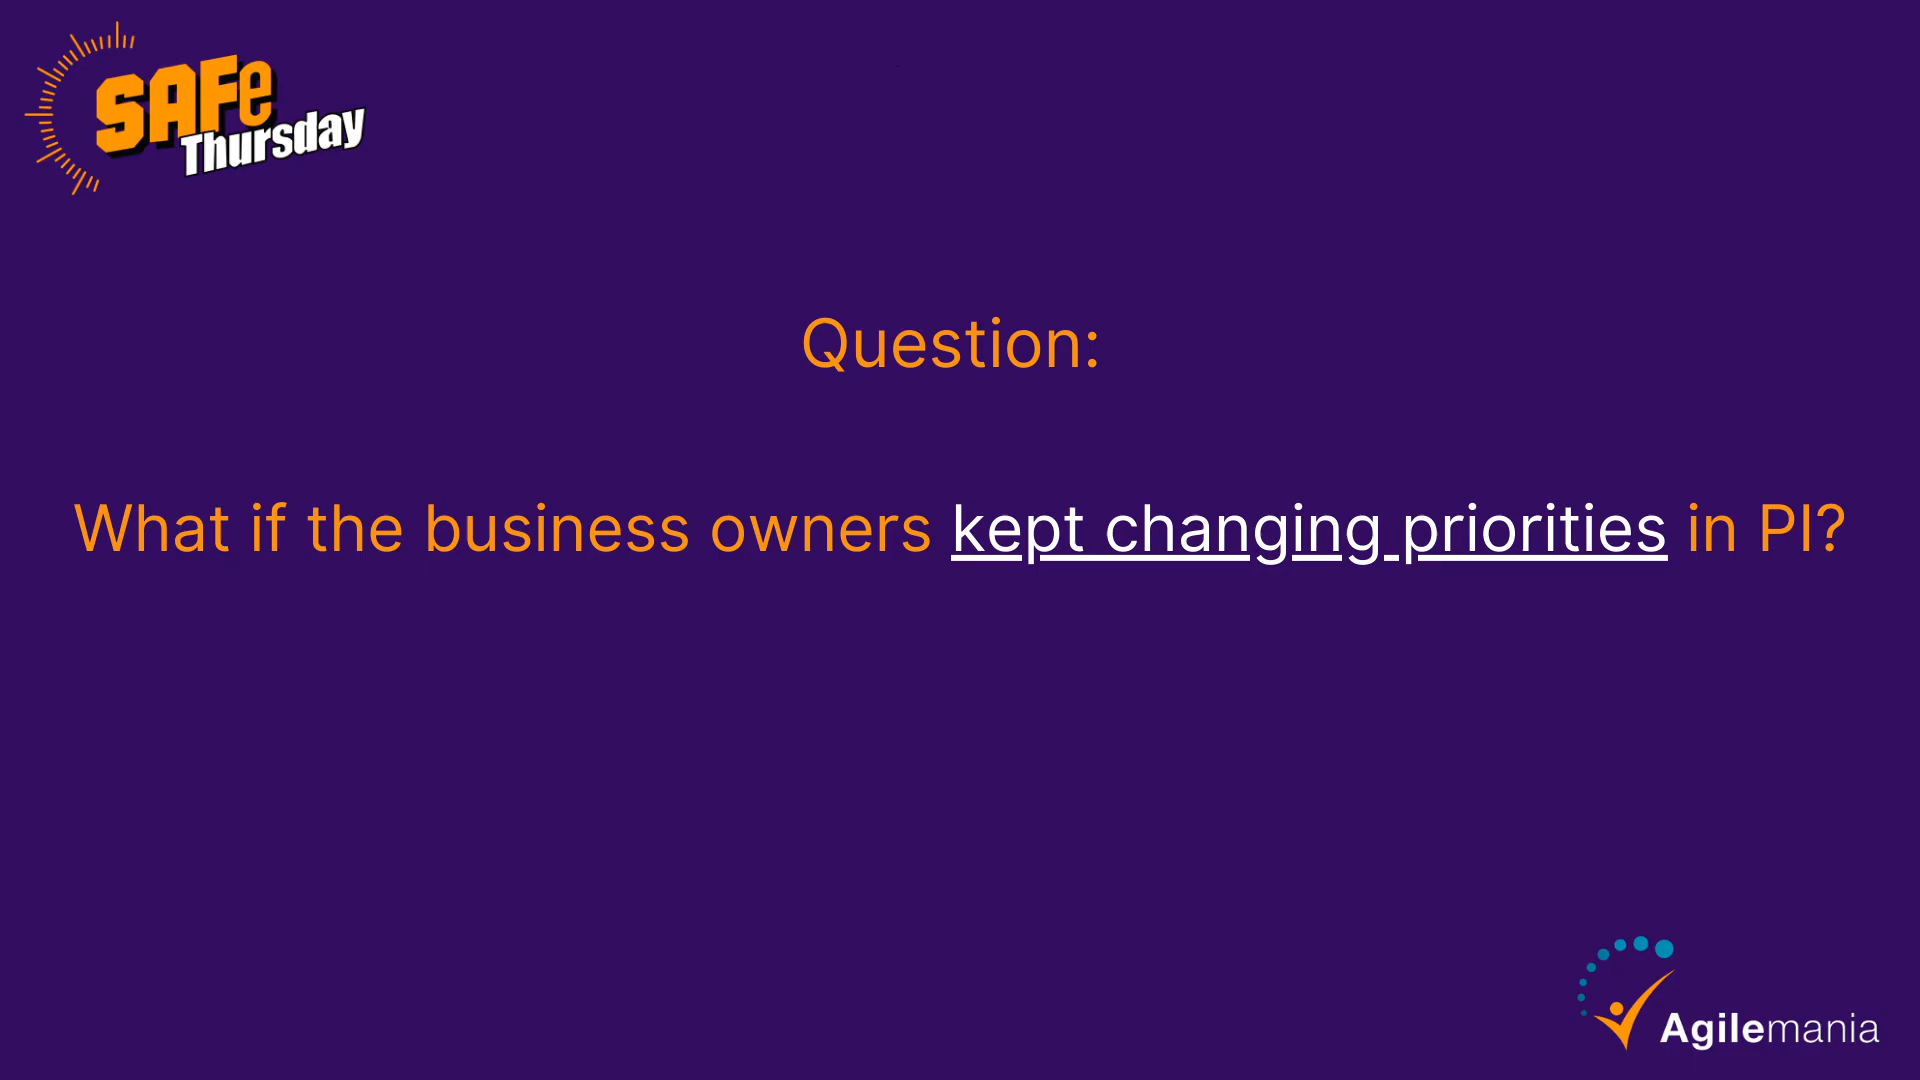 SAFe
Thursday
Question:
What if the business owners kept changing priorities in PI?
Agilemania